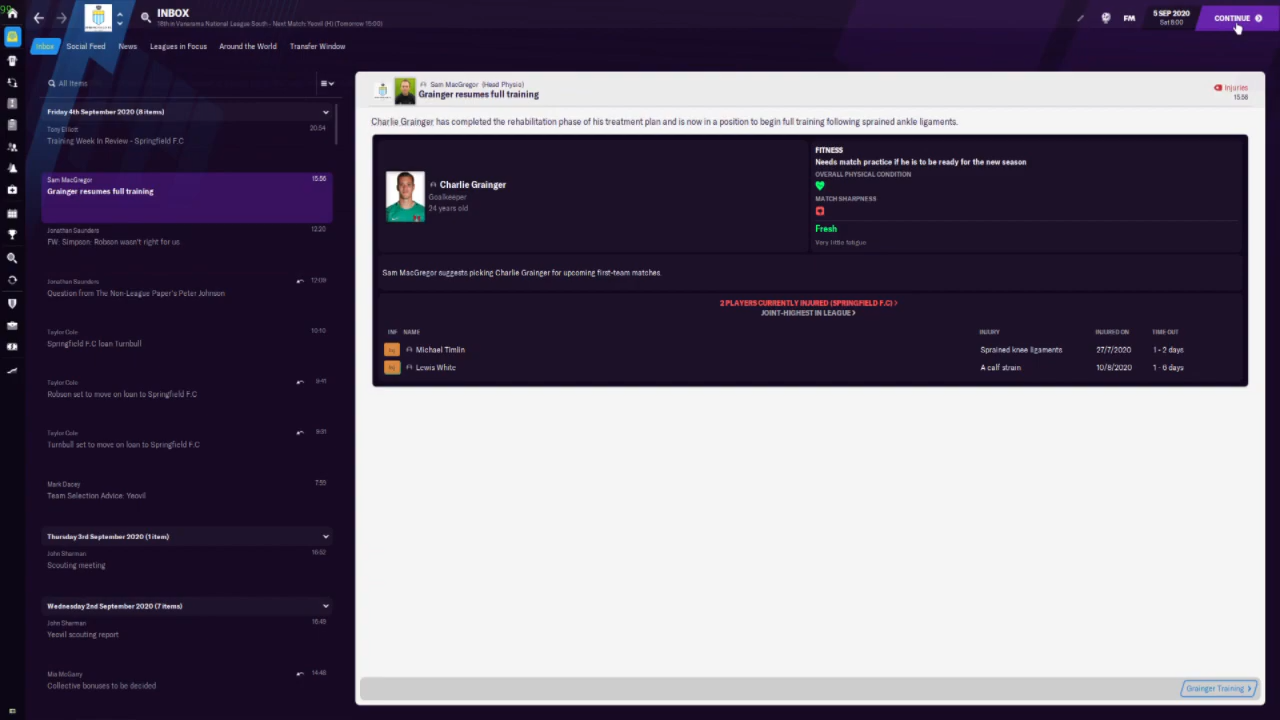 INBOX
18th in Vanarama National League South - Next Match: Yeovil (H) (Tomorrow 15:00)
FM
5 SEP 2020
Sat 8:00
CONTINUE
Inbox
Social Feed
News
Leagues in Focus
Around the World
Transfer Window
All Items
Friday 4th September 2020 (8 items)
Tony Elliott
20:54
Training Week In Review - Springfield F.C
Sam MacGregor
15:58
Grainger resumes full training
Jonathan Saunders
13:20
FW: Simpson: Robson wasn't right for us
Jonathan Saunders
12:09
Question from The Non-League Paper's Peter Johnson
Taylor Cole
10:10
Springfield F.C loan Turnbull
Taylor Cole
9:41
Robson set to move on loan to Springfield F.C
Taylor Cole
9:31
Turnbull set to move on loan to Springfield F.C
Mark Dacey
7:59
Team Selection Advice: Yeovil
Thursday 3rd September 2020 (1 item)
John Sharman
16:02
Scouting meeting
Wednesday 2nd September 2020 (7 items)
John Sharman
16:49
Yeovil scouting report
14:48
Collective bonuses to be decided
Sam MacGregor (Head Physio)
Grainger resumes full training
Injuries
15:58
Charlie Grainger has completed the rehabilitation phase of his treatment plan and is now in a position to begin full training following sprained ankle ligaments.
Charlie Grainger
Goalkeeper
24 years old
FITNESS
Needs match practice if he is to be ready for the new season
OVERALL PHYSICAL CONDITION
MATCH SHARPNESS
Fresh
Very little fatigue
Sam MacGregor suggests picking Charlie Grainger for upcoming first-team matches.
2 PLAYERS CURRENTLY INJURED (SPRINGFIELD F.C) >
JOINT-HIGHEST IN LEAGUE >
INF NAME INJURY INJURED ON TIME OUT
Inj Michael Timlin Sprained knee ligaments 27/7/2020 1 - 2 days
Inj Lewis White A calf strain 10/8/2020 1 - 6 days
Grainger Training >